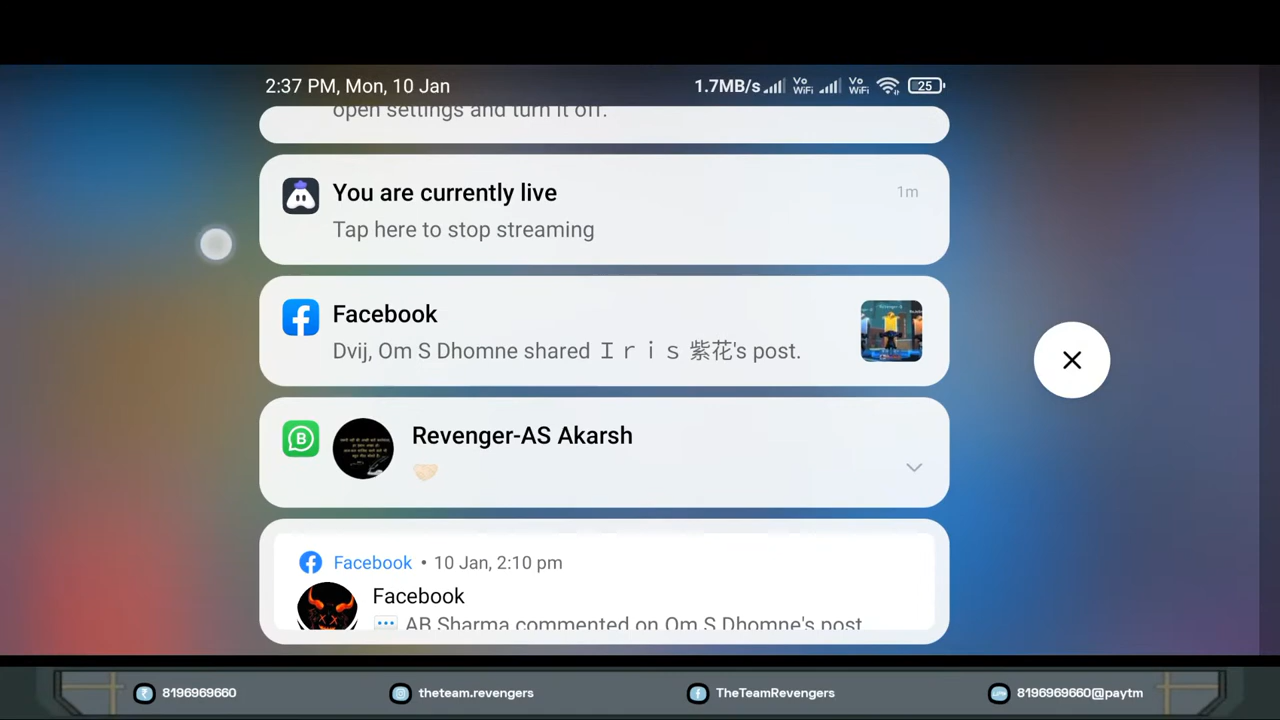 2:37 PM, Mon, 10 Jan
1.7MB/s Vo WiFi Vo WiFi 25
open settings and turn it off.
You are currently live
1m
Tap here to stop streaming
Facebook
Dvij, Om S Dhomne shared Ｉｒｉｓ 紫花's post.
Revenger-AS Akarsh
Facebook • 10 Jan, 2:10 pm
Facebook
AB Sharma commented on Om S Dhomne's post
8196969660
theteam.revengers
TheTeamRevengers
8196969660@paytm